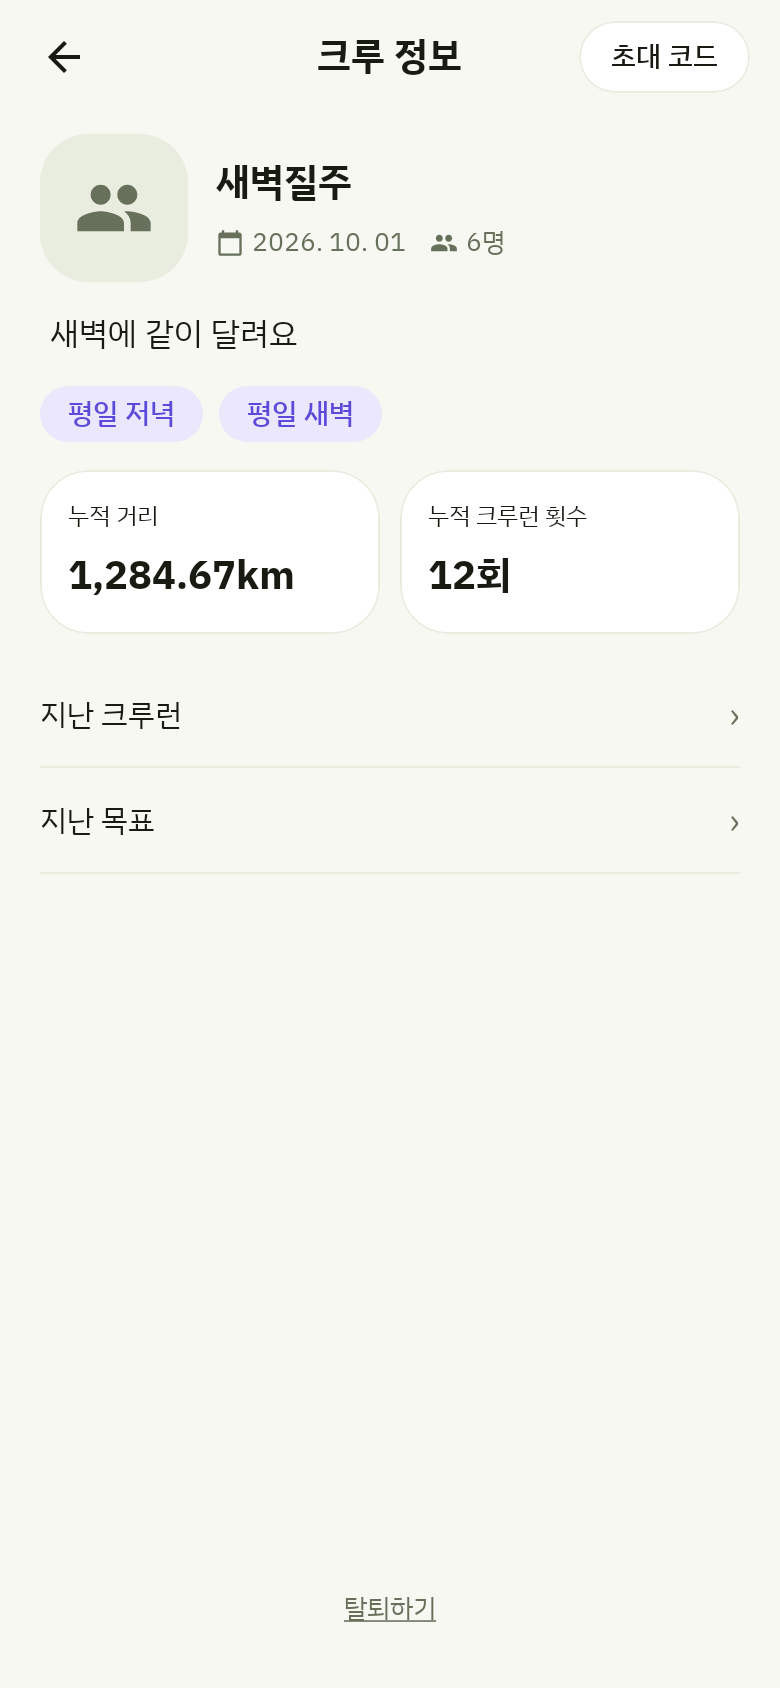 크루 정보
초대 코드
새벽질주
2026. 10. 01 6명
새벽에 같이 달려요
평일 저녁 평일 새벽
누적 거리
1,284.67km
누적 크루런 횟수
12회
지난 크루런
지난 목표
탈퇴하기